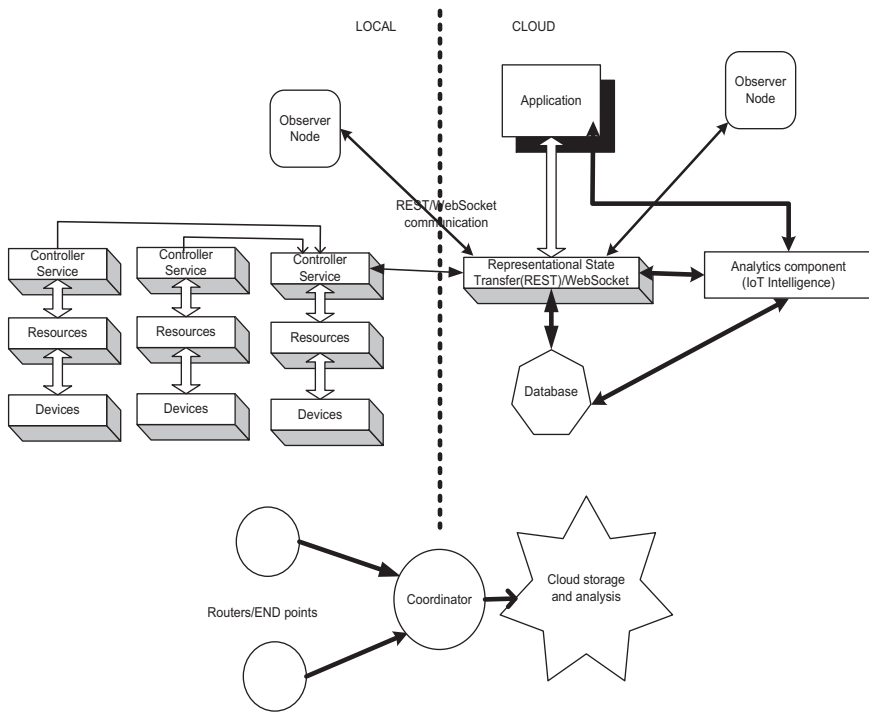 LOCAL
CLOUD
Observer
Node
Application
Observer
Node
REST/WebSocket
communication
Controller
Service
Controller
Service
Controller
Service
Representational State
Transfer(REST)/WebSocket
Analytics component
(IoT Intelligence)
Resources
Resources
Resources
Devices
Devices
Devices
Database
Routers/END points
Coordinator
Cloud storage
and analysis